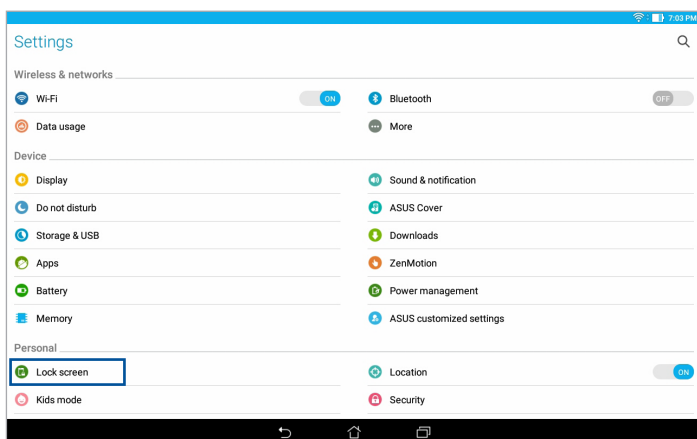 7:03 PM
Settings
Wireless & networks
Wi-Fi ON Bluetooth OFF
Data usage More
Device
Display Sound & notification
Do not disturb ASUS Cover
Storage & USB Downloads
Apps ZenMotion
Battery Power management
Memory ASUS customized settings
Personal
Lock screen Location ON
Kids mode Security